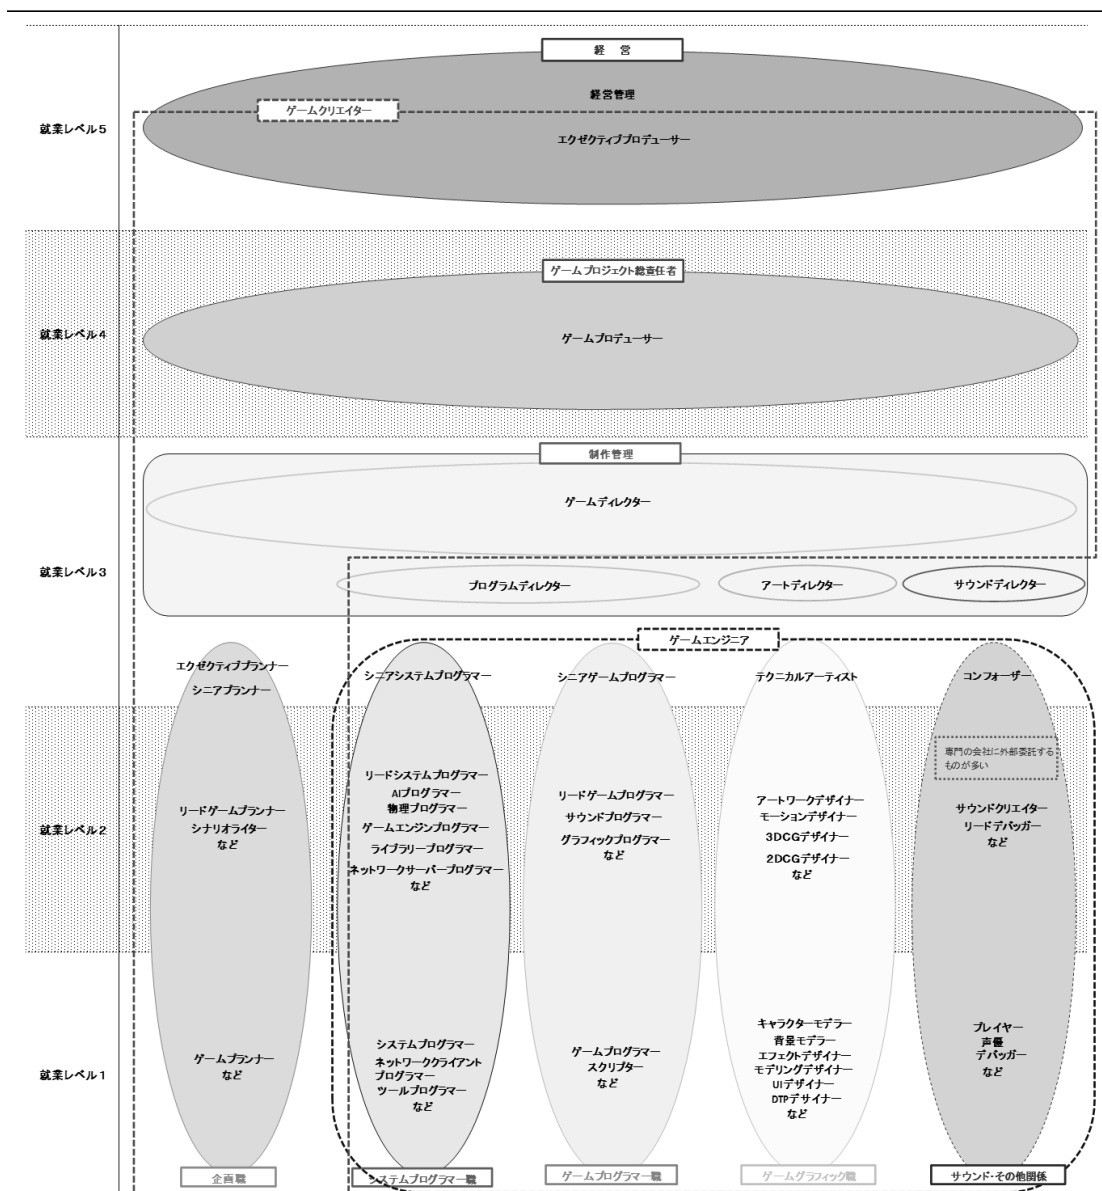 経 営
経営管理
ゲームクリエイター
就業レベル5
エクゼクティブプロデューサー
ゲームプロジェクト総責任者
就業レベル4
ゲームプロデューサー
制作管理
ゲームディレクター
就業レベル3
プログラムディレクター
アートディレクター
サウンドディレクター
ゲームエンジニア
エクゼクティブプランナー
シニアプランナー
シニアシステムプログラマー
シニアゲームプログラマー
テクニカルアーティスト
コンフォーザー
就業レベル2
リードゲームプランナー
シナリオライター
など
リードシステムプログラマー
AIプログラマー
物理プログラマー
ゲームエンジンプログラマー
ライブラリープログラマー
ネットワークサーバープログラマー
など
リードゲームプログラマー
サウンドプログラマー
グラフィックプログラマー
など
アートワークデザイナー
モーションデザイナー
3DCGデザイナー
2DCGデザイナー
など
専門の会社に外部委託する
ものが多い
サウンドクリエイター
リードデバッガー
など
就業レベル1
ゲームプランナー
など
システムプログラマー
ネットワーククライアント
プログラマー
ツールプログラマー
など
ゲームプログラマー
スクリプター
など
キャラクターモデラー
背景モデラー
エフェクトデザイナー
モデリングデザイナー
UIデザイナー
DTPデサイナー
など
プレイヤー
声優
デバッガー
など
企画職
システムプログラマー職
ゲームプログラマー職
ゲームグラフィック職
サウンド・その他関係